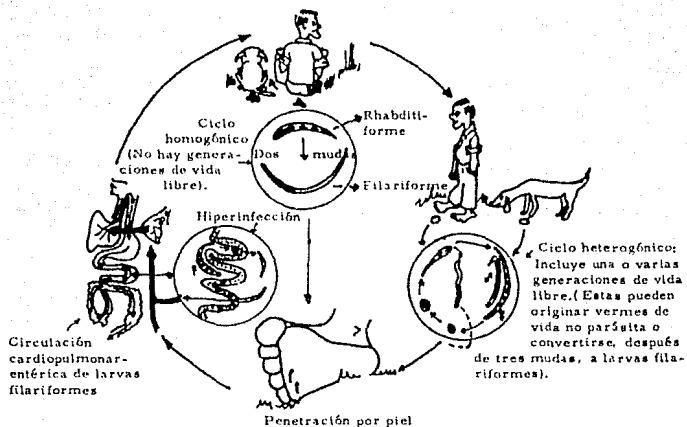 Ciclo
homogónico
(No hay genera-
ciones de vida
libre).
Rhabditi-
forme
Dos mudas
Filariforme
Hiperinfección
Ciclo heterogónico:
Incluye una o varias
generaciones de vida
libre.( Estas pueden
originar vermes de
vida no parásita o
convertirse, después
de tres mudas, a larvas fila-
riformes).
Circulación
cardiopulmonar-
entérica de larvas
filariformes
Penetración por piel